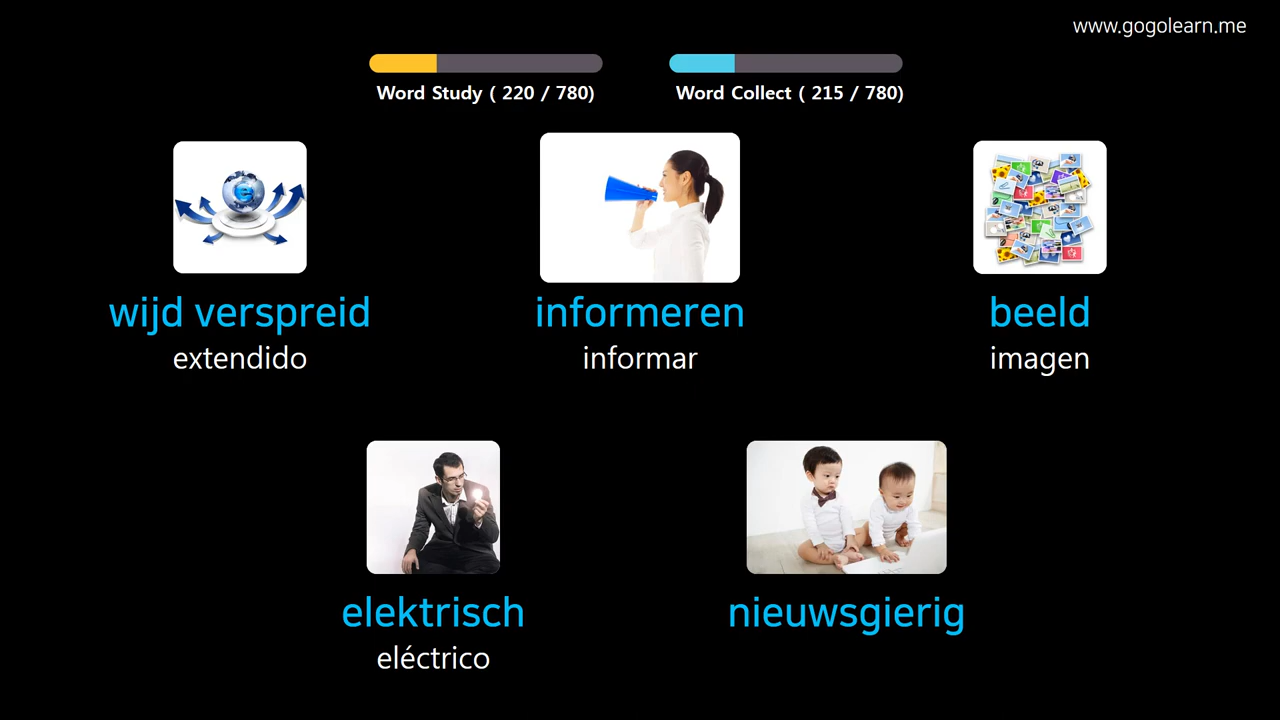 www.gogolearn.me
Word Study ( 220 / 780)
Word Collect ( 215 / 780)
wijd verspreid
extendido
informeren
informar
beeld
imagen
elektrisch
eléctrico
nieuwsgierig